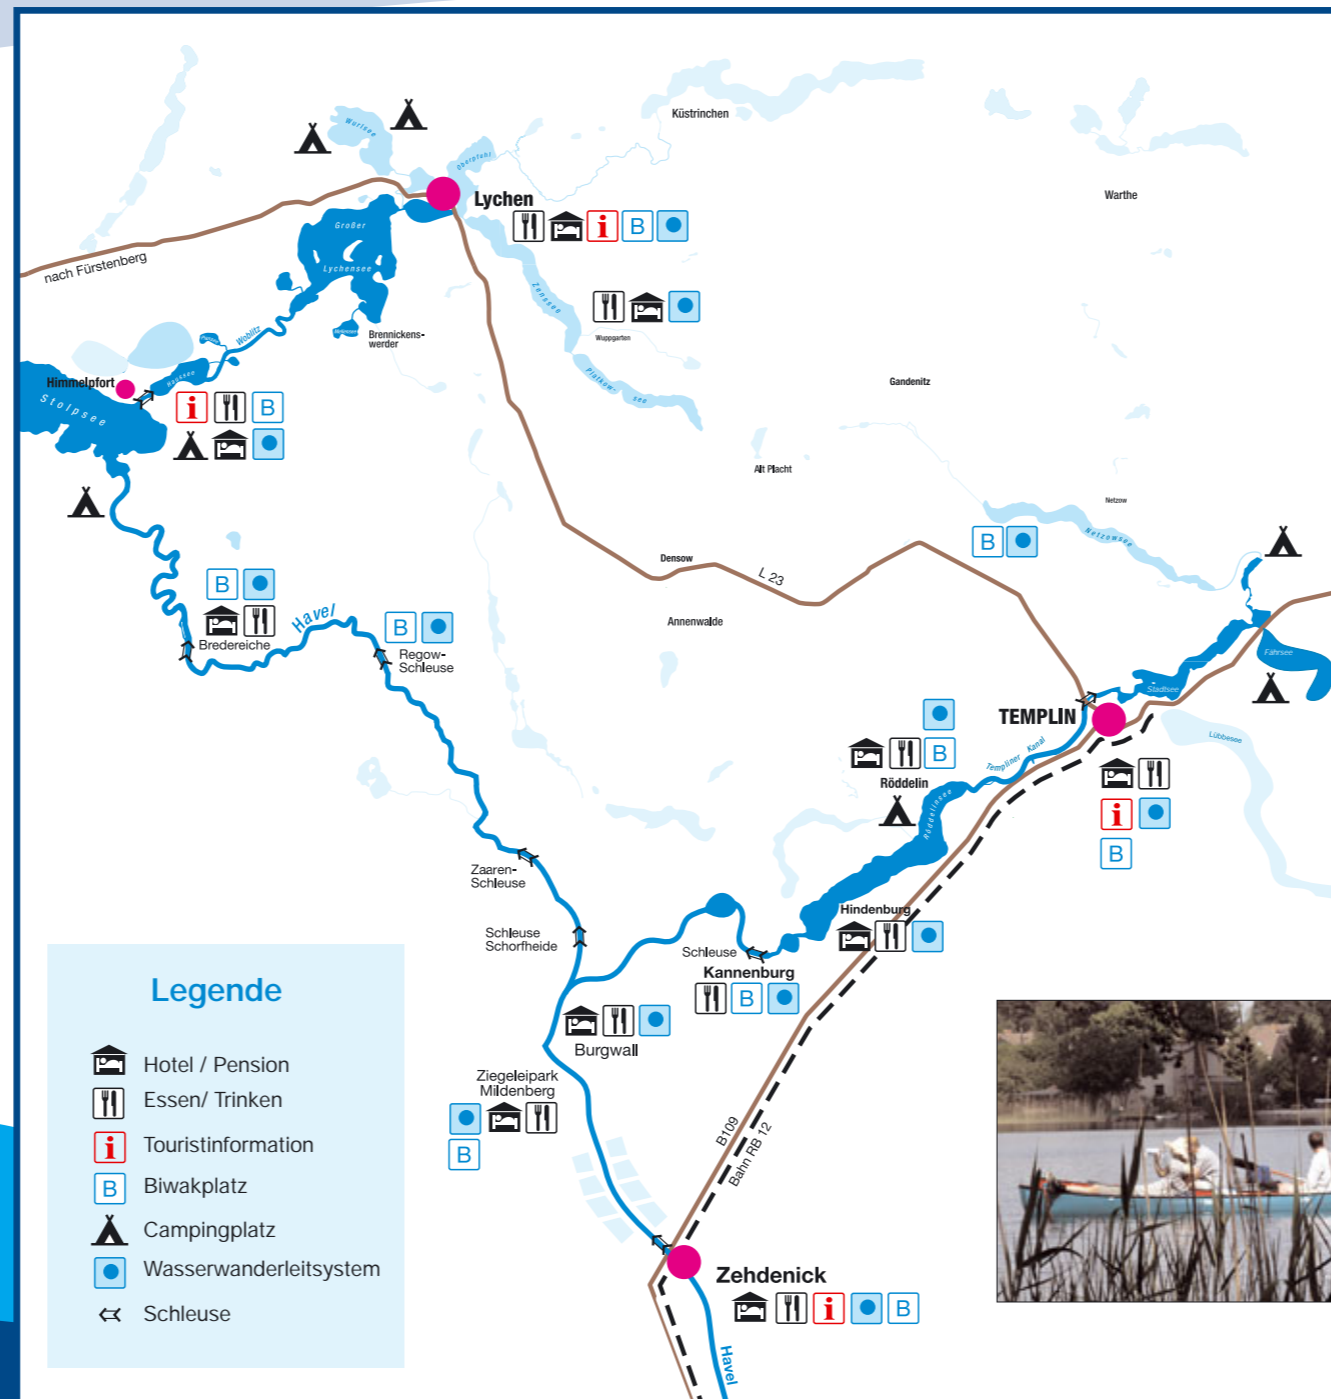 Wurlsee
Oberpfuhl
Küstrinchen
Lychen
i B
Warthe
Großer
Lychensee
nach Fürstenberg
Zenssee
Woblitz
Brennickens-
werder
Wuppgarten
Himmelpfort
Haussee
Stolpsee
i B
Platkow-
see
Gandenitz
Alt Placht
Netzow
Netzowsee
B
Densow
L 23
B
Havel
Bredereiche
B
Regow-
Schleuse
Annenwalde
Fährsee
Stadtsee
TEMPLIN
Lübbesee
B
Templiner Kanal
Röddelin
Röddelinsee
i
B
Zaaren-
Schleuse
Hindenburg
Schleuse
Schorfheide
Schleuse
Kannenburg
B
Burgwall
Ziegeleipark
Mildenberg
B
B109
Bahn RB 12
Zehdenick
i B
Havel
Legende
Hotel / Pension
Essen/ Trinken
i Touristinformation
B Biwakplatz
Campingplatz
Wasserwanderleitsystem
Schleuse